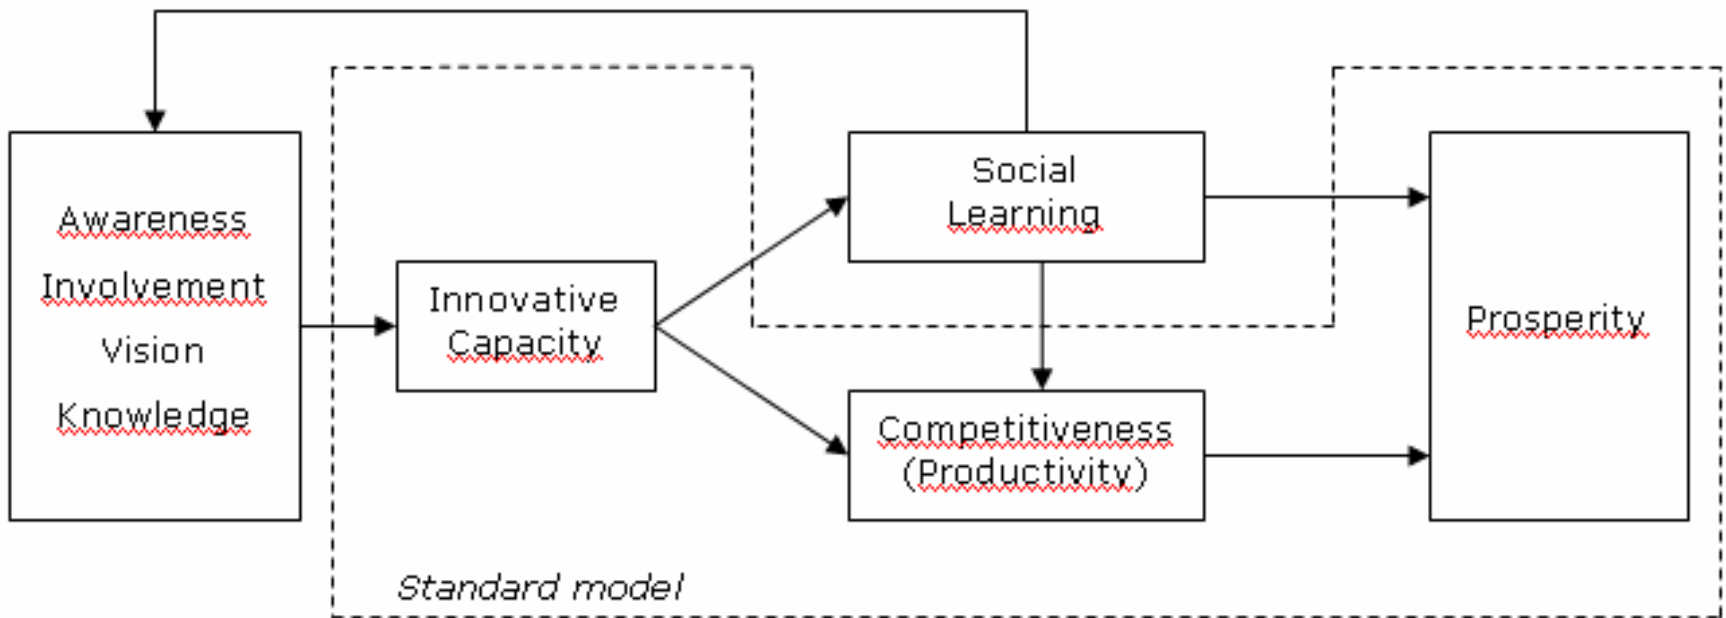 Awareness
Involvement
Vision
Knowledge
Innovative
Capacity
Social
Learning
Competitiveness
(Productivity)
Prosperity
Standard model